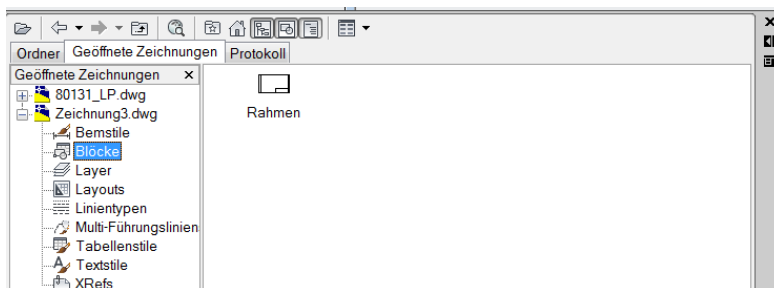 Ordner Geöffnete Zeichnungen Protokoll
Geöffnete Zeichnungen x
80131_LP.dwg
Zeichnung3.dwg
Bemstile
Blöcke
Layer
Layouts
Linientypen
Multi-Führungslinien
Tabellenstile
Textstile
XRefs
Rahmen